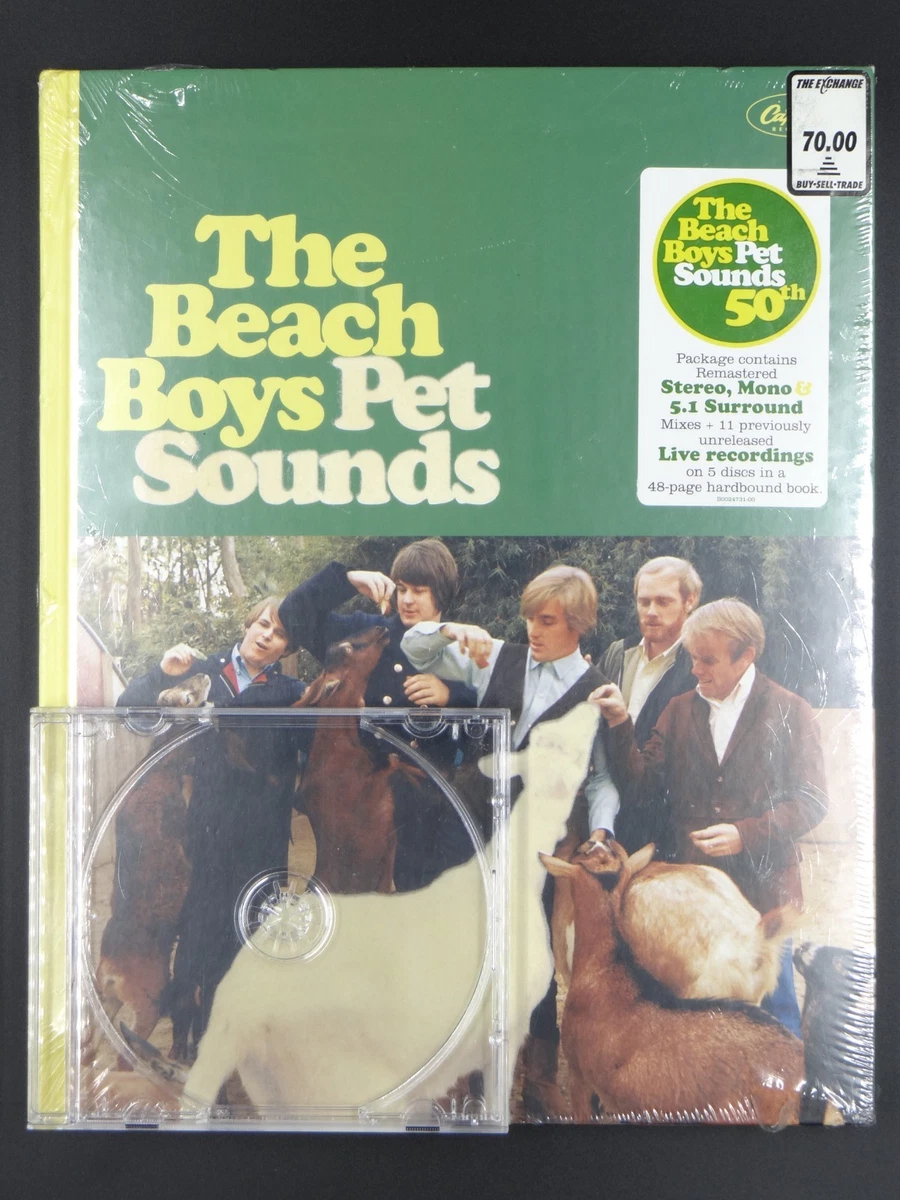 The
Beach
Boys Pet
Sounds
THE EXCHANGE
70.00
BUY•SELL•TRADE
The
Beach
Boys Pet
Sounds
50th
Package contains
Remastered
Stereo, Mono &
5.1 Surround
Mixes + 11 previously
unreleased
Live recordings
on 5 discs in a
48-page hardbound book.